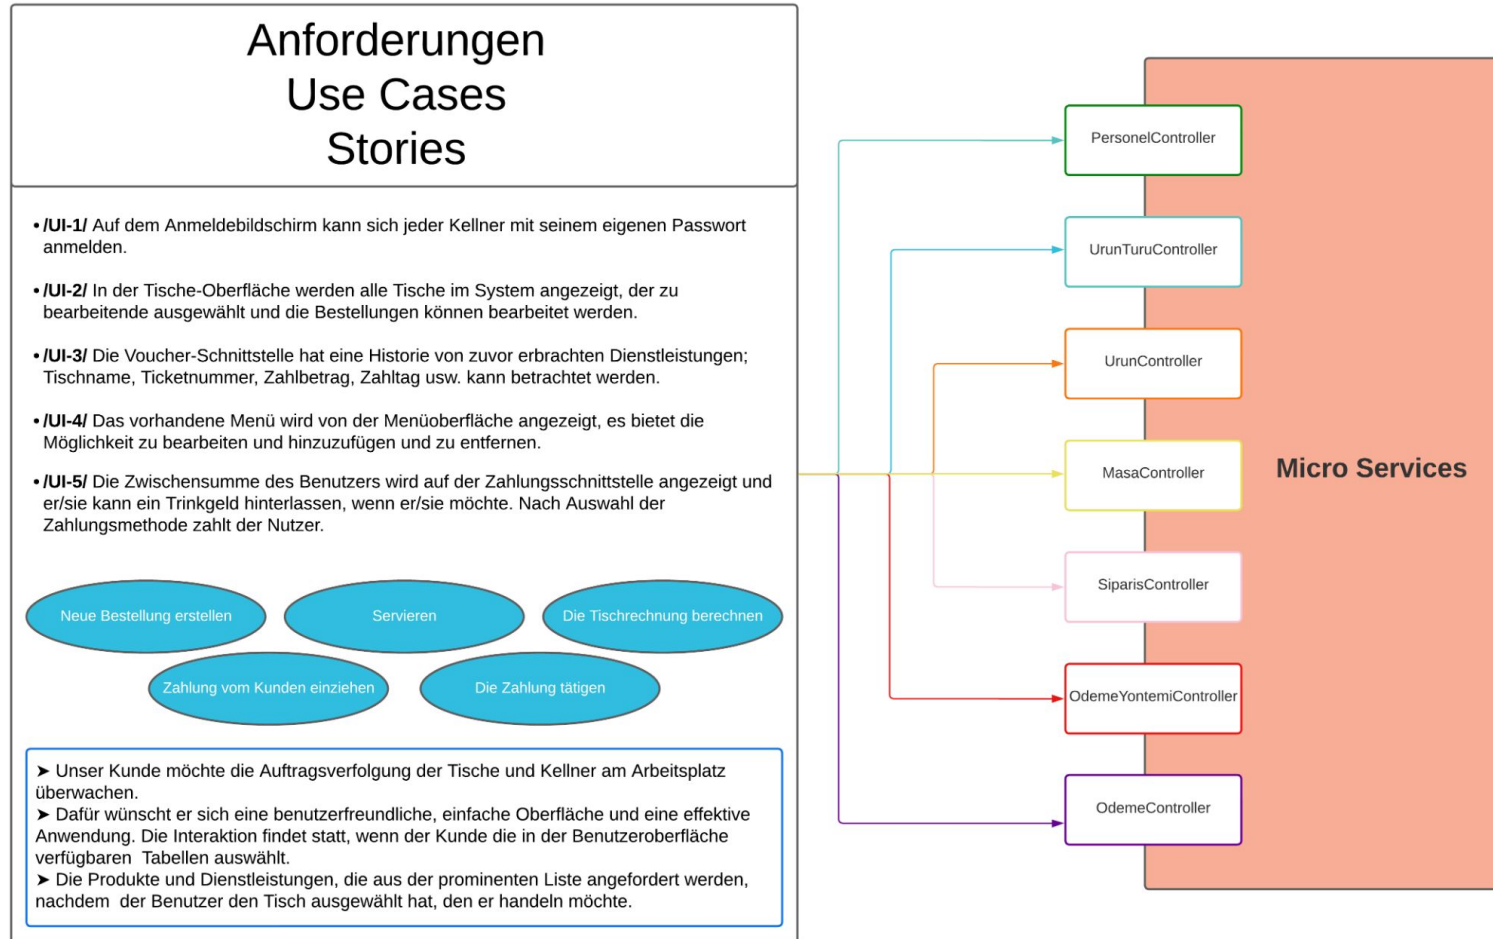 Anforderungen
Use Cases
Stories
• /UI-1/ Auf dem Anmeldebildschirm kann sich jeder Kellner mit seinem eigenen Passwort
anmelden.
• /UI-2/ In der Tische-Oberfläche werden alle Tische im System angezeigt, der zu
bearbeitende ausgewählt und die Bestellungen können bearbeitet werden.
• /UI-3/ Die Voucher-Schnittstelle hat eine Historie von zuvor erbrachten Dienstleistungen;
Tischname, Ticketnummer, Zahlbetrag, Zahltag usw. kann betrachtet werden.
• /UI-4/ Das vorhandene Menü wird von der Menüoberfläche angezeigt, es bietet die
Möglichkeit zu bearbeiten und hinzuzufügen und zu entfernen.
• /UI-5/ Die Zwischensumme des Benutzers wird auf der Zahlungsschnittstelle angezeigt und
er/sie kann ein Trinkgeld hinterlassen, wenn er/sie möchte. Nach Auswahl der
Zahlungsmethode zahlt der Nutzer.
Neue Bestellung erstellen
Servieren
Die Tischrechnung berechnen
Zahlung vom Kunden einziehen
Die Zahlung tätigen
➤ Unser Kunde möchte die Auftragsverfolgung der Tische und Kellner am Arbeitsplatz
überwachen.
➤ Dafür wünscht er sich eine benutzerfreundliche, einfache Oberfläche und eine effektive
Anwendung. Die Interaktion findet statt, wenn der Kunde die in der Benutzeroberfläche
verfügbaren Tabellen auswählt.
➤ Die Produkte und Dienstleistungen, die aus der prominenten Liste angefordert werden,
nachdem der Benutzer den Tisch ausgewählt hat, den er handeln möchte.
PersonelController
UrunTuruController
UrunController
MasaController
SiparisController
OdemeYontemiController
OdemeController
Micro Services